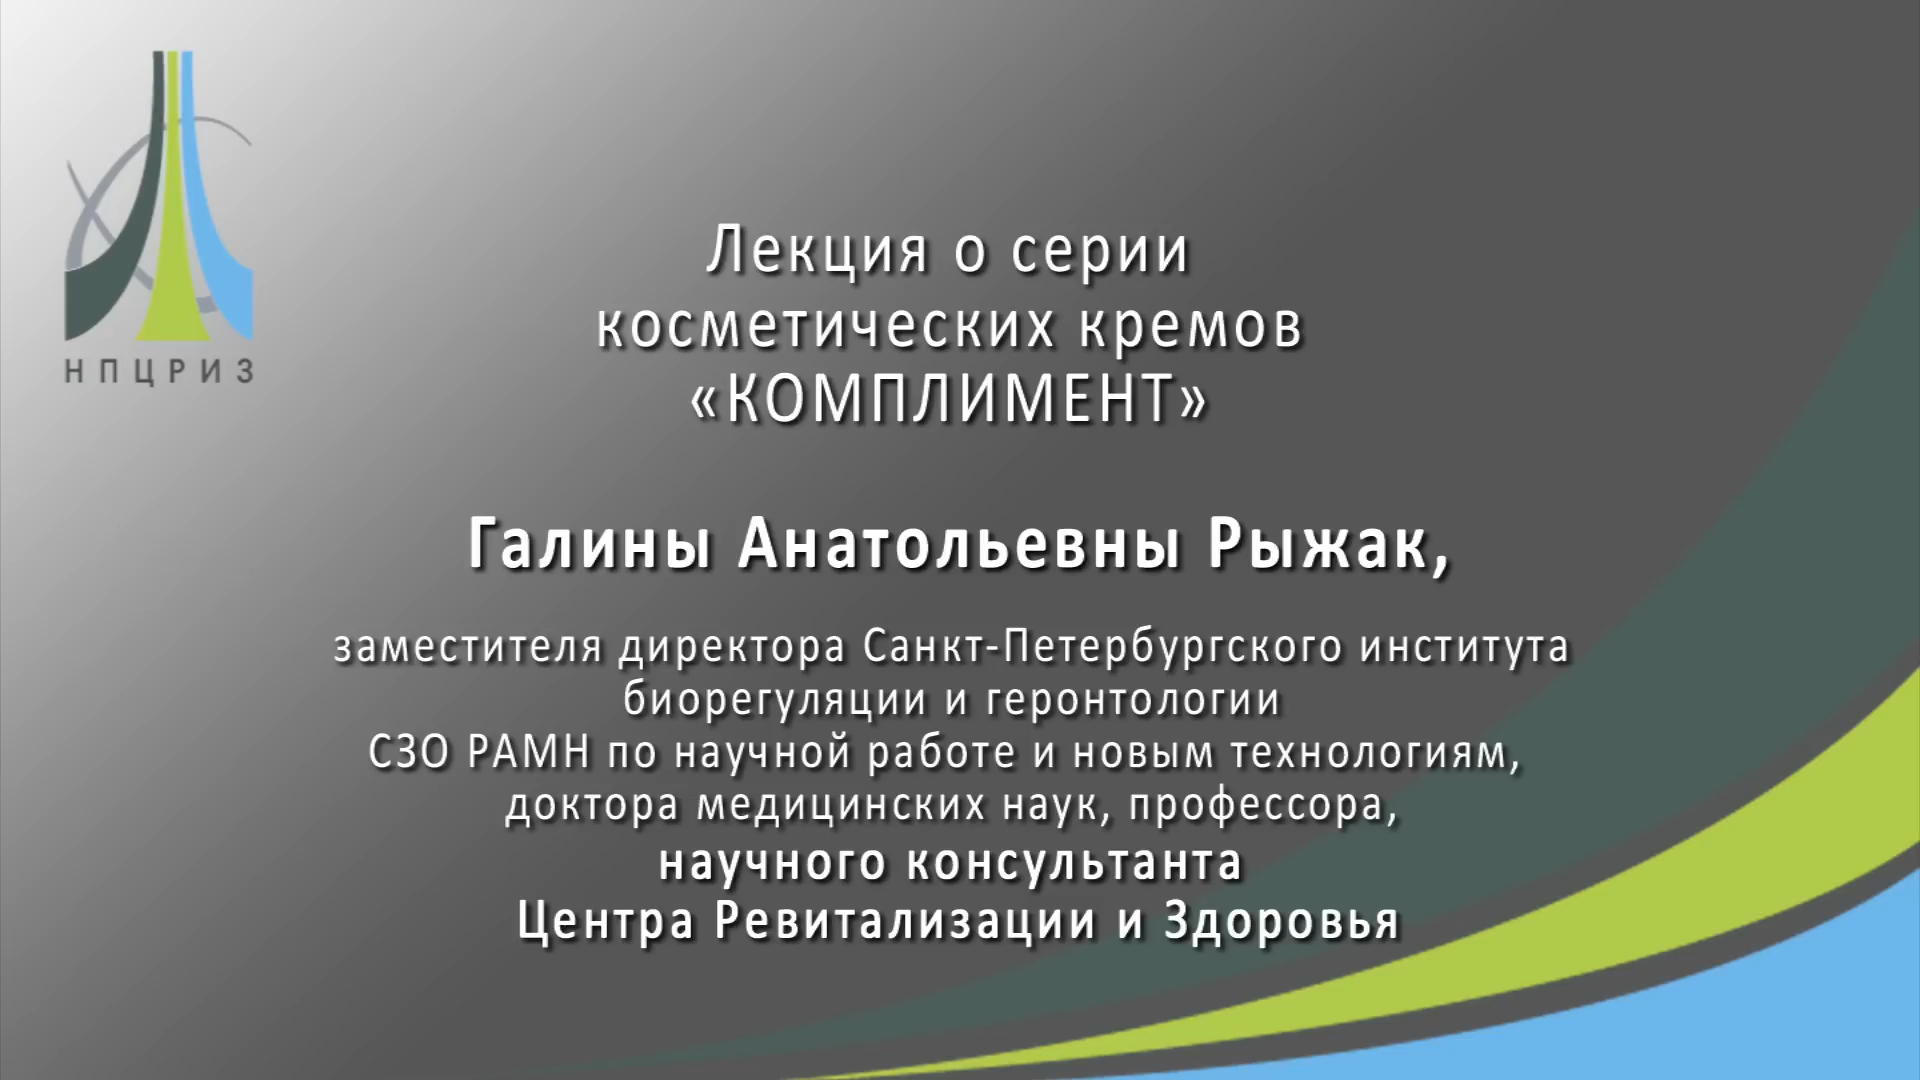 НПЦРИЗ
Лекция о серии
косметических кремов
«КОМПЛИМЕНТ»
Галины Анатольевны Рыжак,
заместителя директора Санкт-Петербургского института
биорегуляции и геронтологии
СЗО РАМН по научной работе и новым технологиям,
доктора медицинских наук, профессора,
научного консультанта
Центра Ревитализации и Здоровья